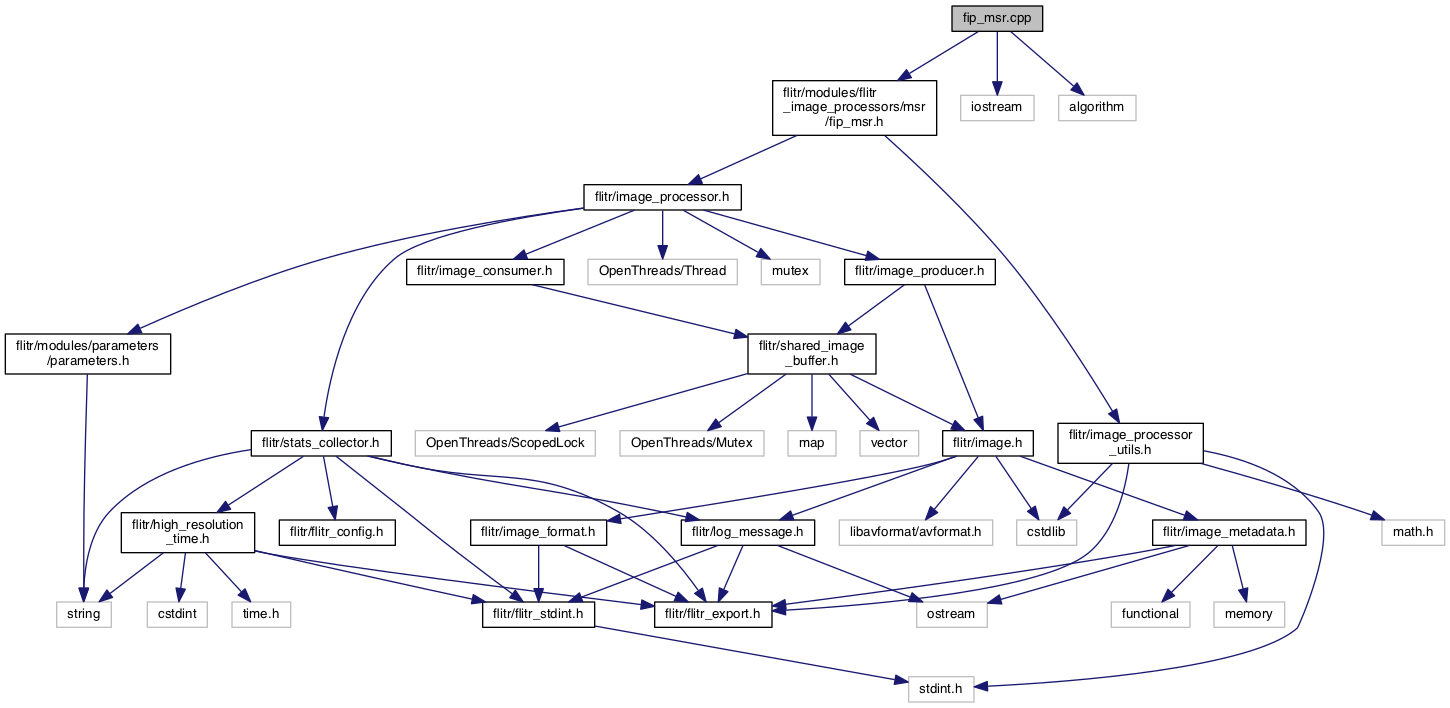 fip_msr.cpp
flitr/modules/flitr
_image_processors/msr
/fip_msr.h
iostream
algorithm
flitr/image_processor.h
flitr/image_consumer.h
OpenThreads/Thread
mutex
flitr/image_producer.h
flitr/modules/parameters
/parameters.h
flitr/shared_image
_buffer.h
flitr/stats_collector.h
OpenThreads/ScopedLock
OpenThreads/Mutex
map
vector
flitr/image.h
flitr/image_processor
_utils.h
flitr/high_resolution
_time.h
flitr/flitr_config.h
flitr/image_format.h
flitr/log_message.h
libavformat/avformat.h
cstdlib
flitr/image_metadata.h
math.h
string
cstdint
time.h
flitr/flitr_stdint.h
flitr/flitr_export.h
ostream
functional
memory
stdint.h